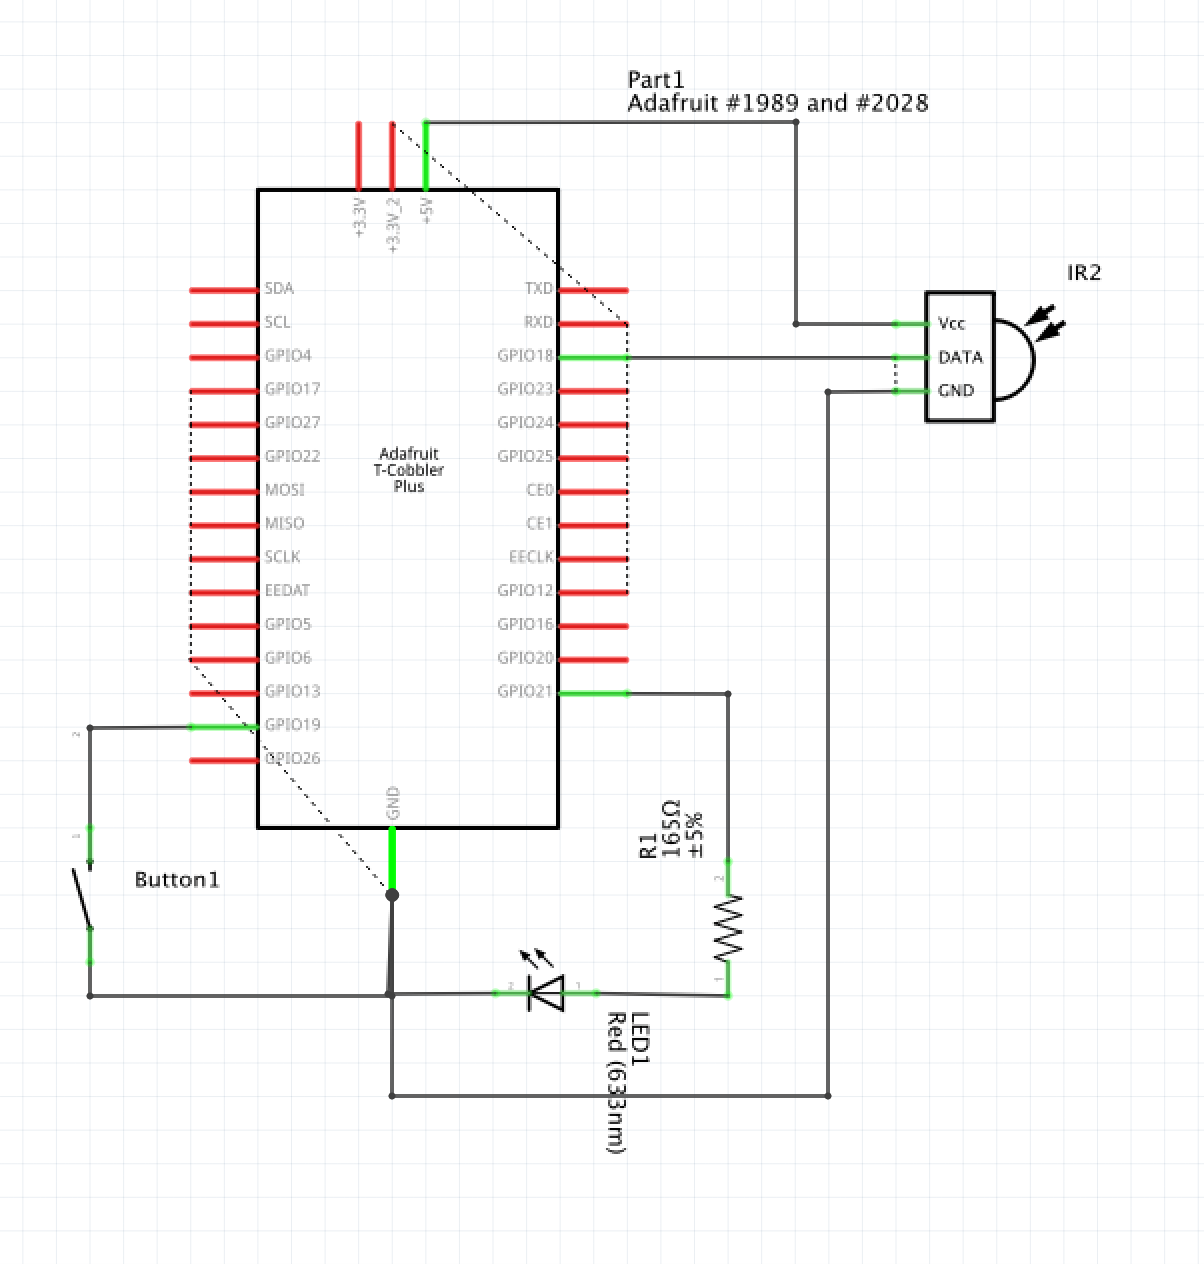 Part1
Adafruit #1989 and #2028
+3.3V
+3.3V_2
+5V
IR2
SDA
SCL
GPIO4
GPIO17
GPIO27
GPIO22
MOSI
MISO
SCLK
EEDAT
GPIO5
GPIO6
GPIO13
GPIO19
GPIO26
Adafruit
T-Cobbler
Plus
TXD
RXD
GPIO18
GPIO23
GPIO24
GPIO25
CE0
CE1
EECLK
GPIO12
GPIO16
GPIO20
GPIO21
Vcc
DATA
GND
GND
2
1
Button1
R1
165Ω
±5%
2
1
2
1
LED1
Red (633nm)